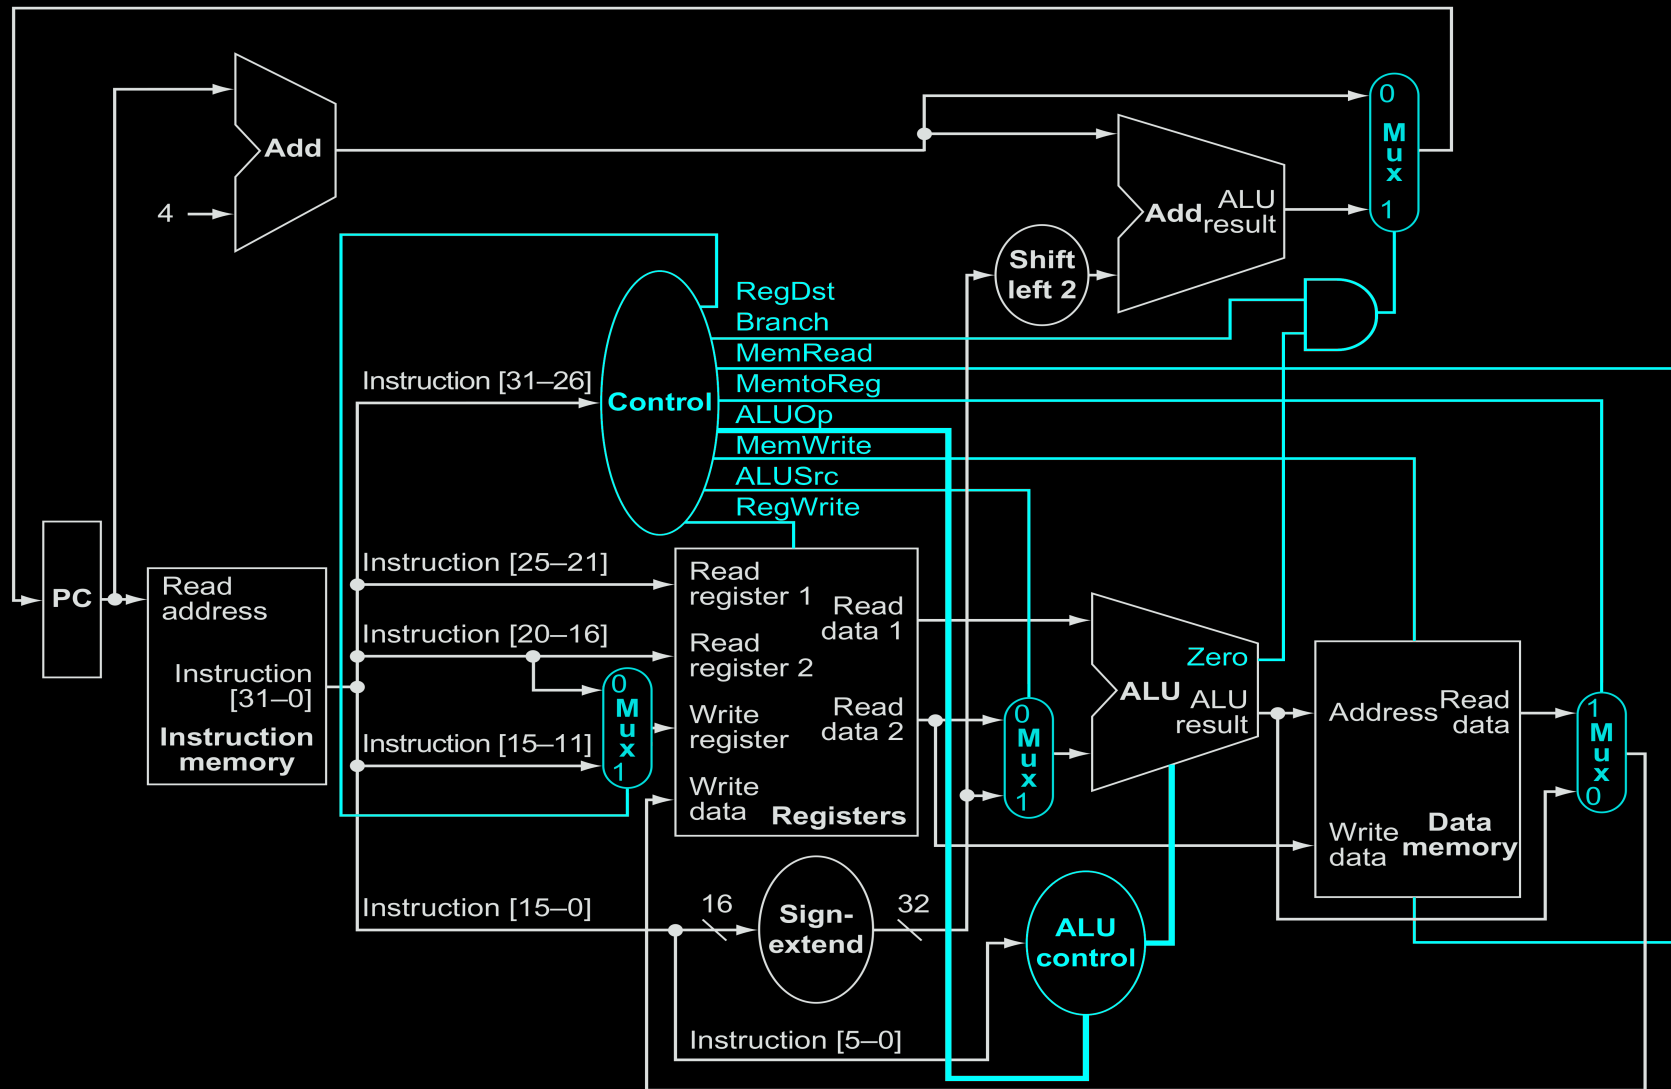 0
M
u
x
1
Add
4
Add
ALU
result
Shift
left 2
RegDst
Branch
MemRead
MemtoReg
ALUOp
MemWrite
ALUSrc
RegWrite
Instruction [31–26]
Control
Instruction [25–21]
PC
Read
address
Instruction
[31–0]
Instruction
memory
Instruction [20–16]
Instruction [15–11]
0
M
u
x
1
Read
register 1
Read
register 2
Write
register
Write
data
Read
data 1
Read
data 2
Registers
0
M
u
x
1
Zero
ALU
ALU
result
Address
Read
data
Write
data
Data
memory
1
M
u
x
0
Instruction [15–0]
16
Sign-
extend
32
ALU
control
Instruction [5–0]